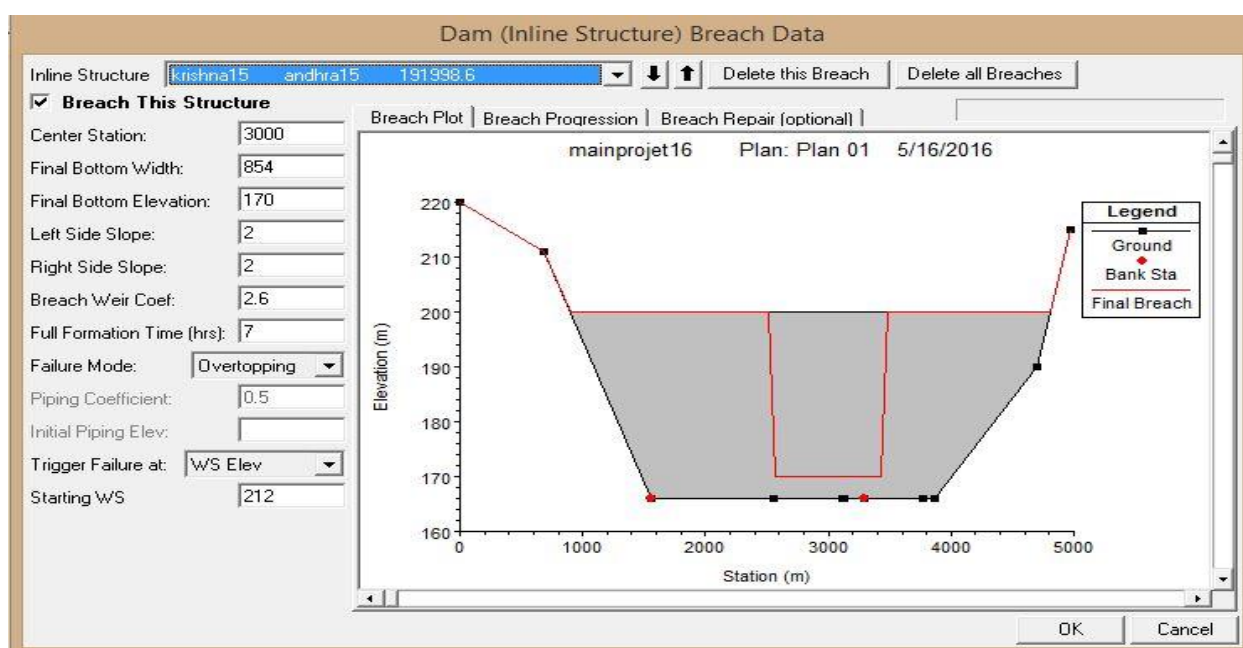 Dam (Inline Structure) Breach Data
Inline Structure krishna15 andhra15 191998.6 Delete this Breach Delete all Breaches
Breach This Structure
Breach Plot Breach Progression Breach Repair (optional)
Center Station: 3000
Final Bottom Width: 854
Final Bottom Elevation: 170
Left Side Slope: 2
Right Side Slope: 2
Breach Weir Coef: 2.6
Full Formation Time (hrs): 7
Failure Mode: Overtopping
Piping Coefficient: 0.5
Initial Piping Elev:
Trigger Failure at: WS Elev
Starting WS 212
mainprojet16 Plan: Plan 01 5/16/2016
220
210
200
190
180
170
160
Elevation (m)
0 1000 2000 3000 4000 5000
Station (m)
Legend
Ground
Bank Sta
Final Breach
OK Cancel